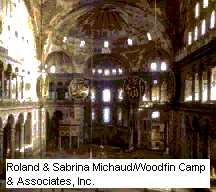 Roland & Sabrina Michaud/Woodfin Camp
& Associates, Inc.